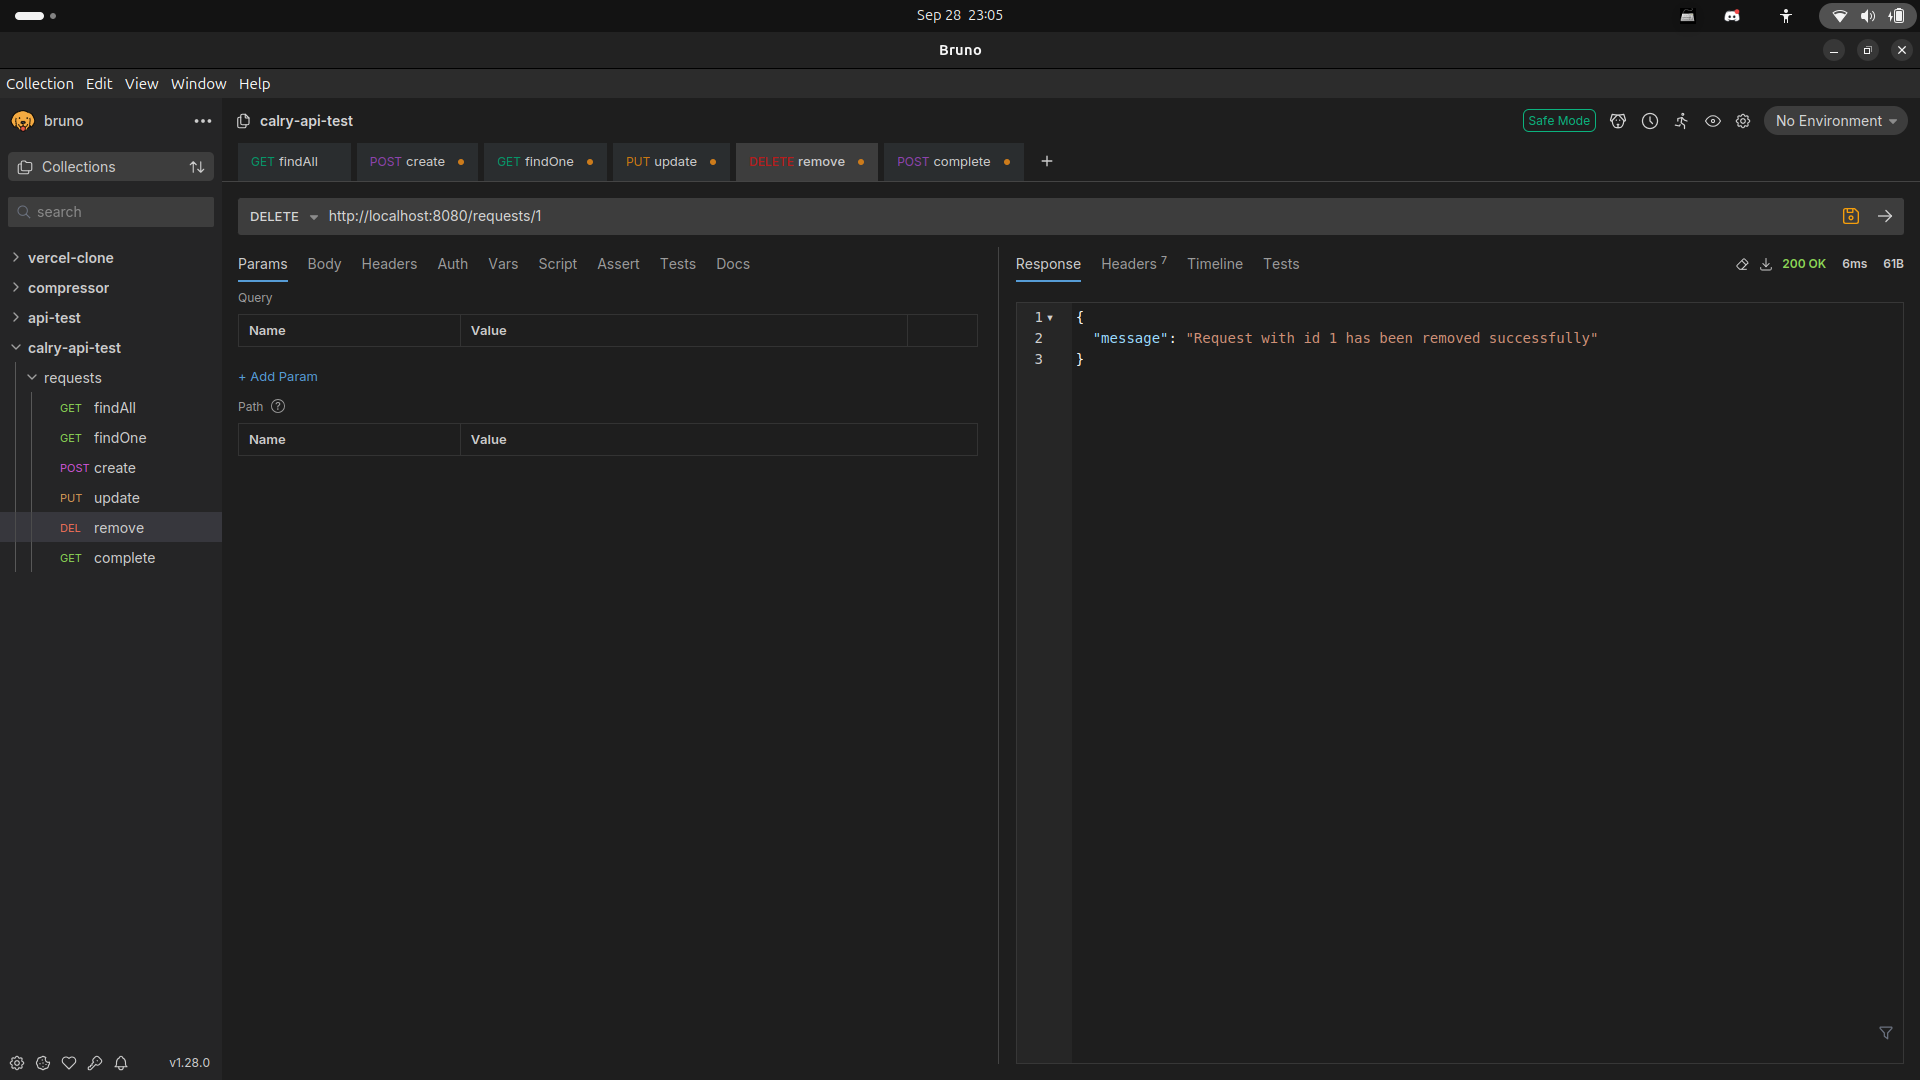 Sep 28 23:05
Bruno
Collection Edit View Window Help
bruno
calry-api-test
Safe Mode
No Environment
Collections
GET findAll
POST create
GET findOne
PUT update
DELETE remove
POST complete
+
search
DELETE http://localhost:8080/requests/1
vercel-clone
compressor
api-test
calry-api-test
requests
GET findAll
GET findOne
POST create
PUT update
DEL remove
GET complete
Params Body Headers Auth Vars Script Assert Tests Docs
Query
Name Value
+ Add Param
Path ?
Name Value
Response Headers 7 Timeline Tests
200 OK 6ms 61B
1 {
2 "message": "Request with id 1 has been removed successfully"
3 }
v1.28.0